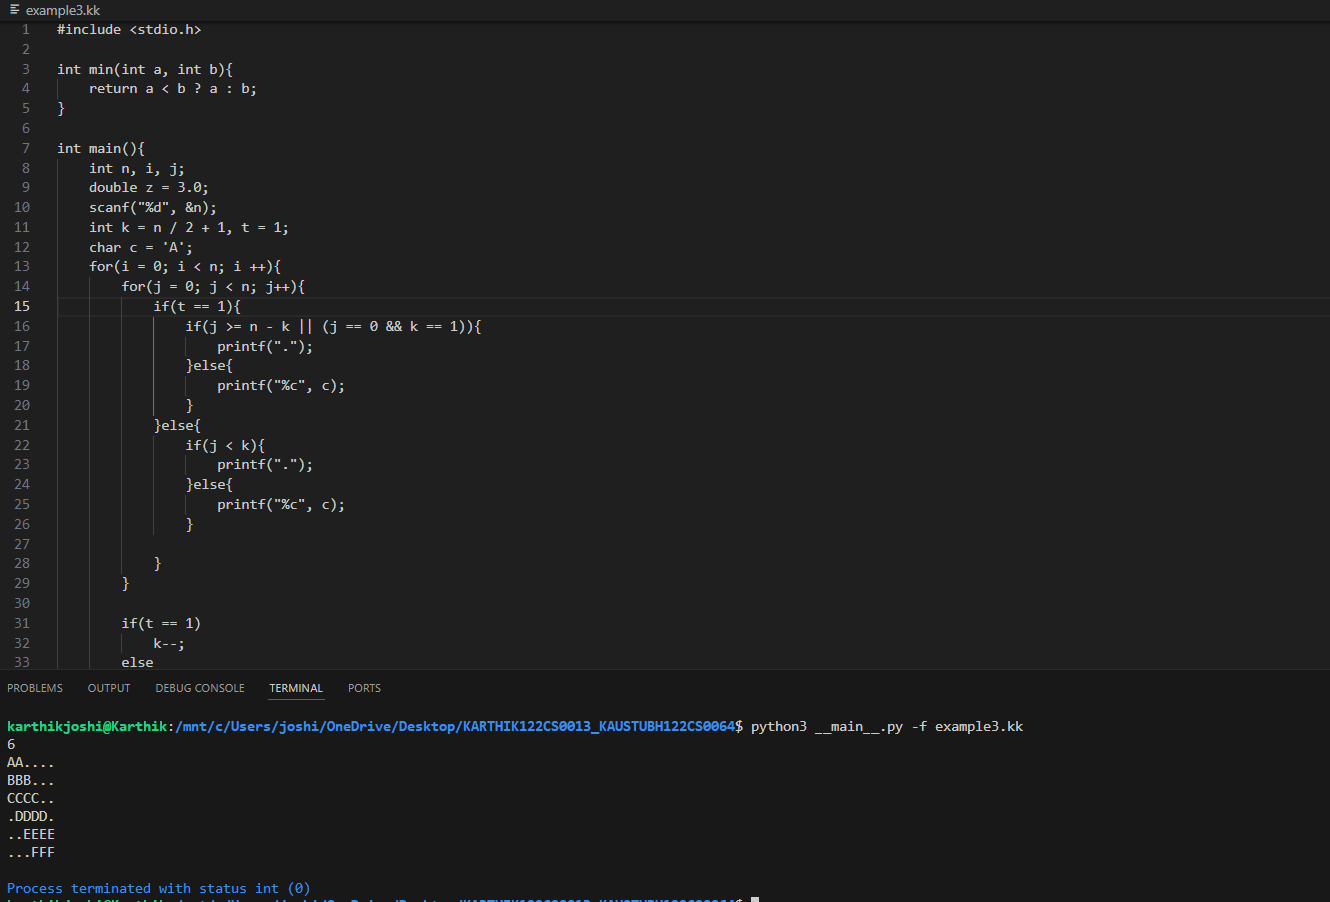 example3.kk
1 #include <stdio.h>
2
3 int min(int a, int b){
4 return a < b ? a : b;
5 }
6
7 int main(){
8 int n, i, j;
9 double z = 3.0;
10 scanf("%d", &n);
11 int k = n / 2 + 1, t = 1;
12 char c = 'A';
13 for(i = 0; i < n; i ++){
14 for(j = 0; j < n; j++){
15 if(t == 1){
16 if(j >= n - k || (j == 0 && k == 1)){
17 printf(".");
18 }else{
19 printf("%c", c);
20 }
21 }else{
22 if(j < k){
23 printf(".");
24 }else{
25 printf("%c", c);
26 }
27
28 }
29 }
30
31 if(t == 1)
32 k--;
33 else
PROBLEMS OUTPUT DEBUG CONSOLE TERMINAL PORTS
karthikjoshi@Karthik:/mnt/c/Users/joshi/OneDrive/Desktop/KARTHIK122CS0013_KAUSTUBH122CS0064$ python3 __main__.py -f example3.kk
6
AA....
BBB...
CCCC..
.DDDD.
..EEEE
...FFF
Process terminated with status int (0)